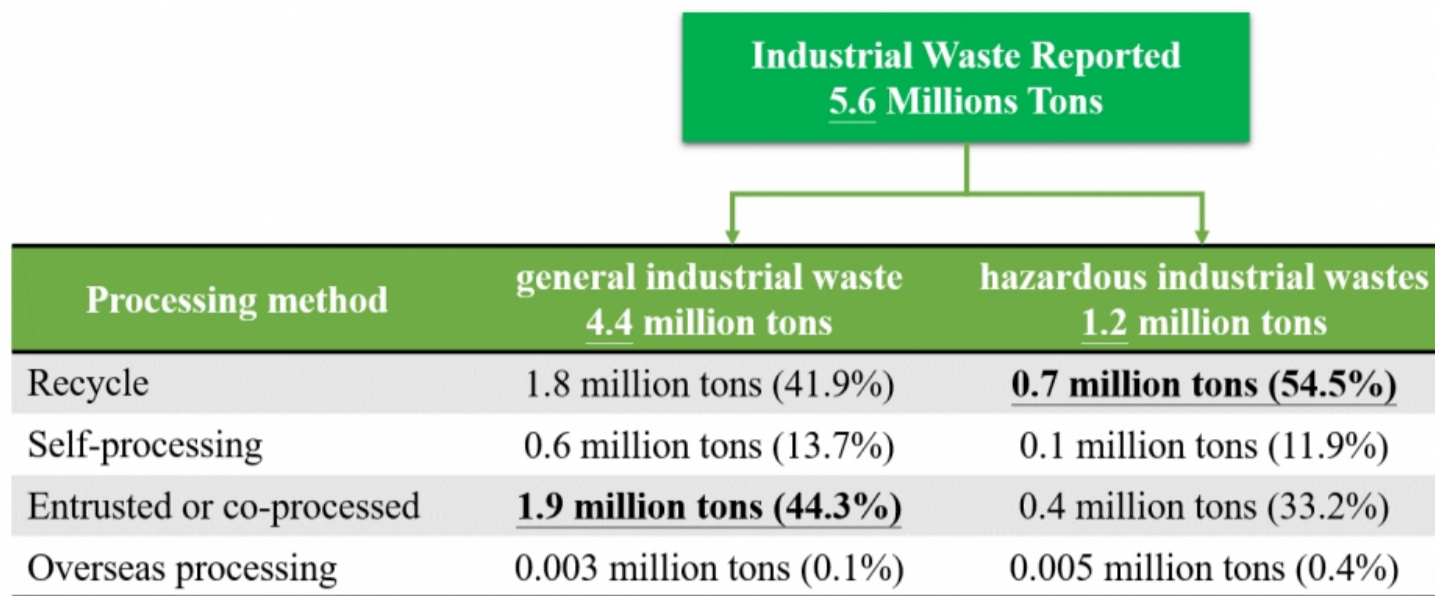 Industrial Waste Reported
5.6 Millions Tons
Processing method
general industrial waste
4.4 million tons
hazardous industrial wastes
1.2 million tons
Recycle 1.8 million tons (41.9%) 0.7 million tons (54.5%)
Self-processing 0.6 million tons (13.7%) 0.1 million tons (11.9%)
Entrusted or co-processed 1.9 million tons (44.3%) 0.4 million tons (33.2%)
Overseas processing 0.003 million tons (0.1%) 0.005 million tons (0.4%)